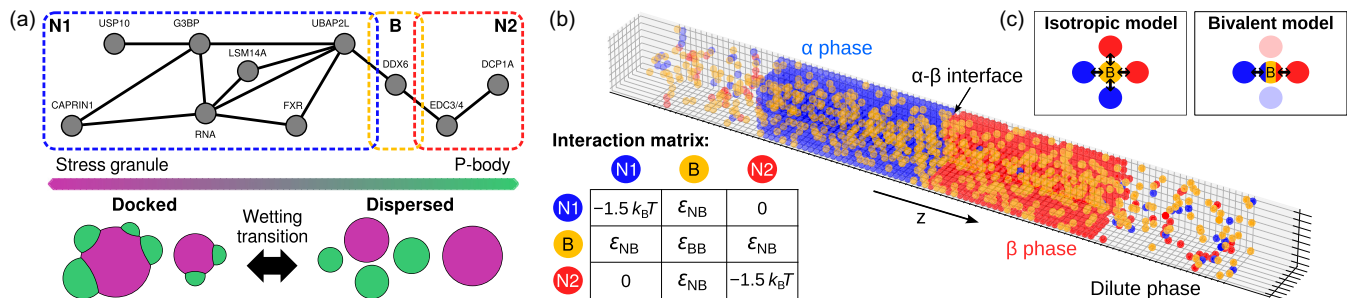 (a)
N1
B
N2
USP10
G3BP
UBAP2L
LSM14A
DDX6
DCP1A
CAPRIN1
RNA
FXR
EDC3/4
Stress granule
P-body
Docked
Wetting
transition
Dispersed
(b)
α phase
α-β interface
β phase
Dilute phase
z
Interaction matrix:
N1 B N2
N1 −1.5 kBT εNB 0
B εNB εBB εNB
N2 0 εNB −1.5 kBT
(c)
Isotropic model
B
Bivalent model
B